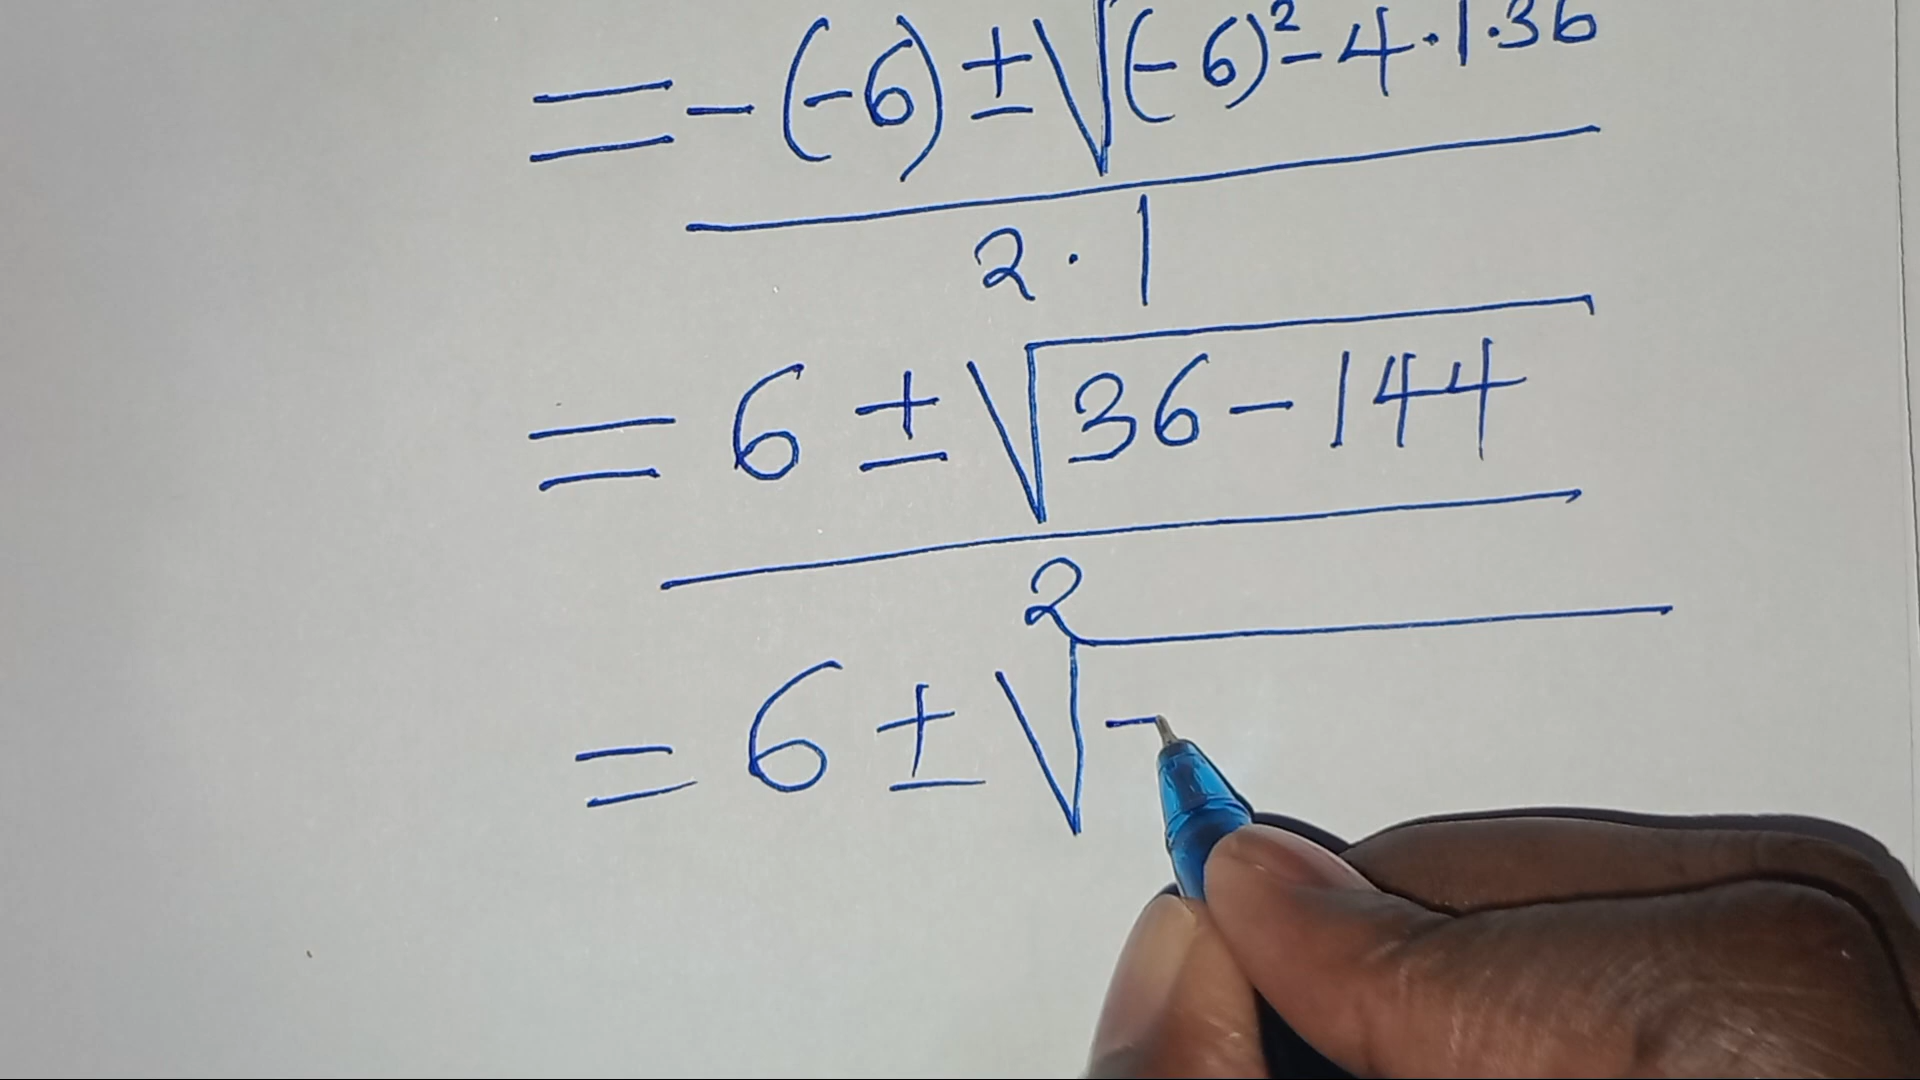 = -(-6) ± √(-6)² - 4·1·36
2·1
= 6 ± √36 - 144
2
= 6 ± √-